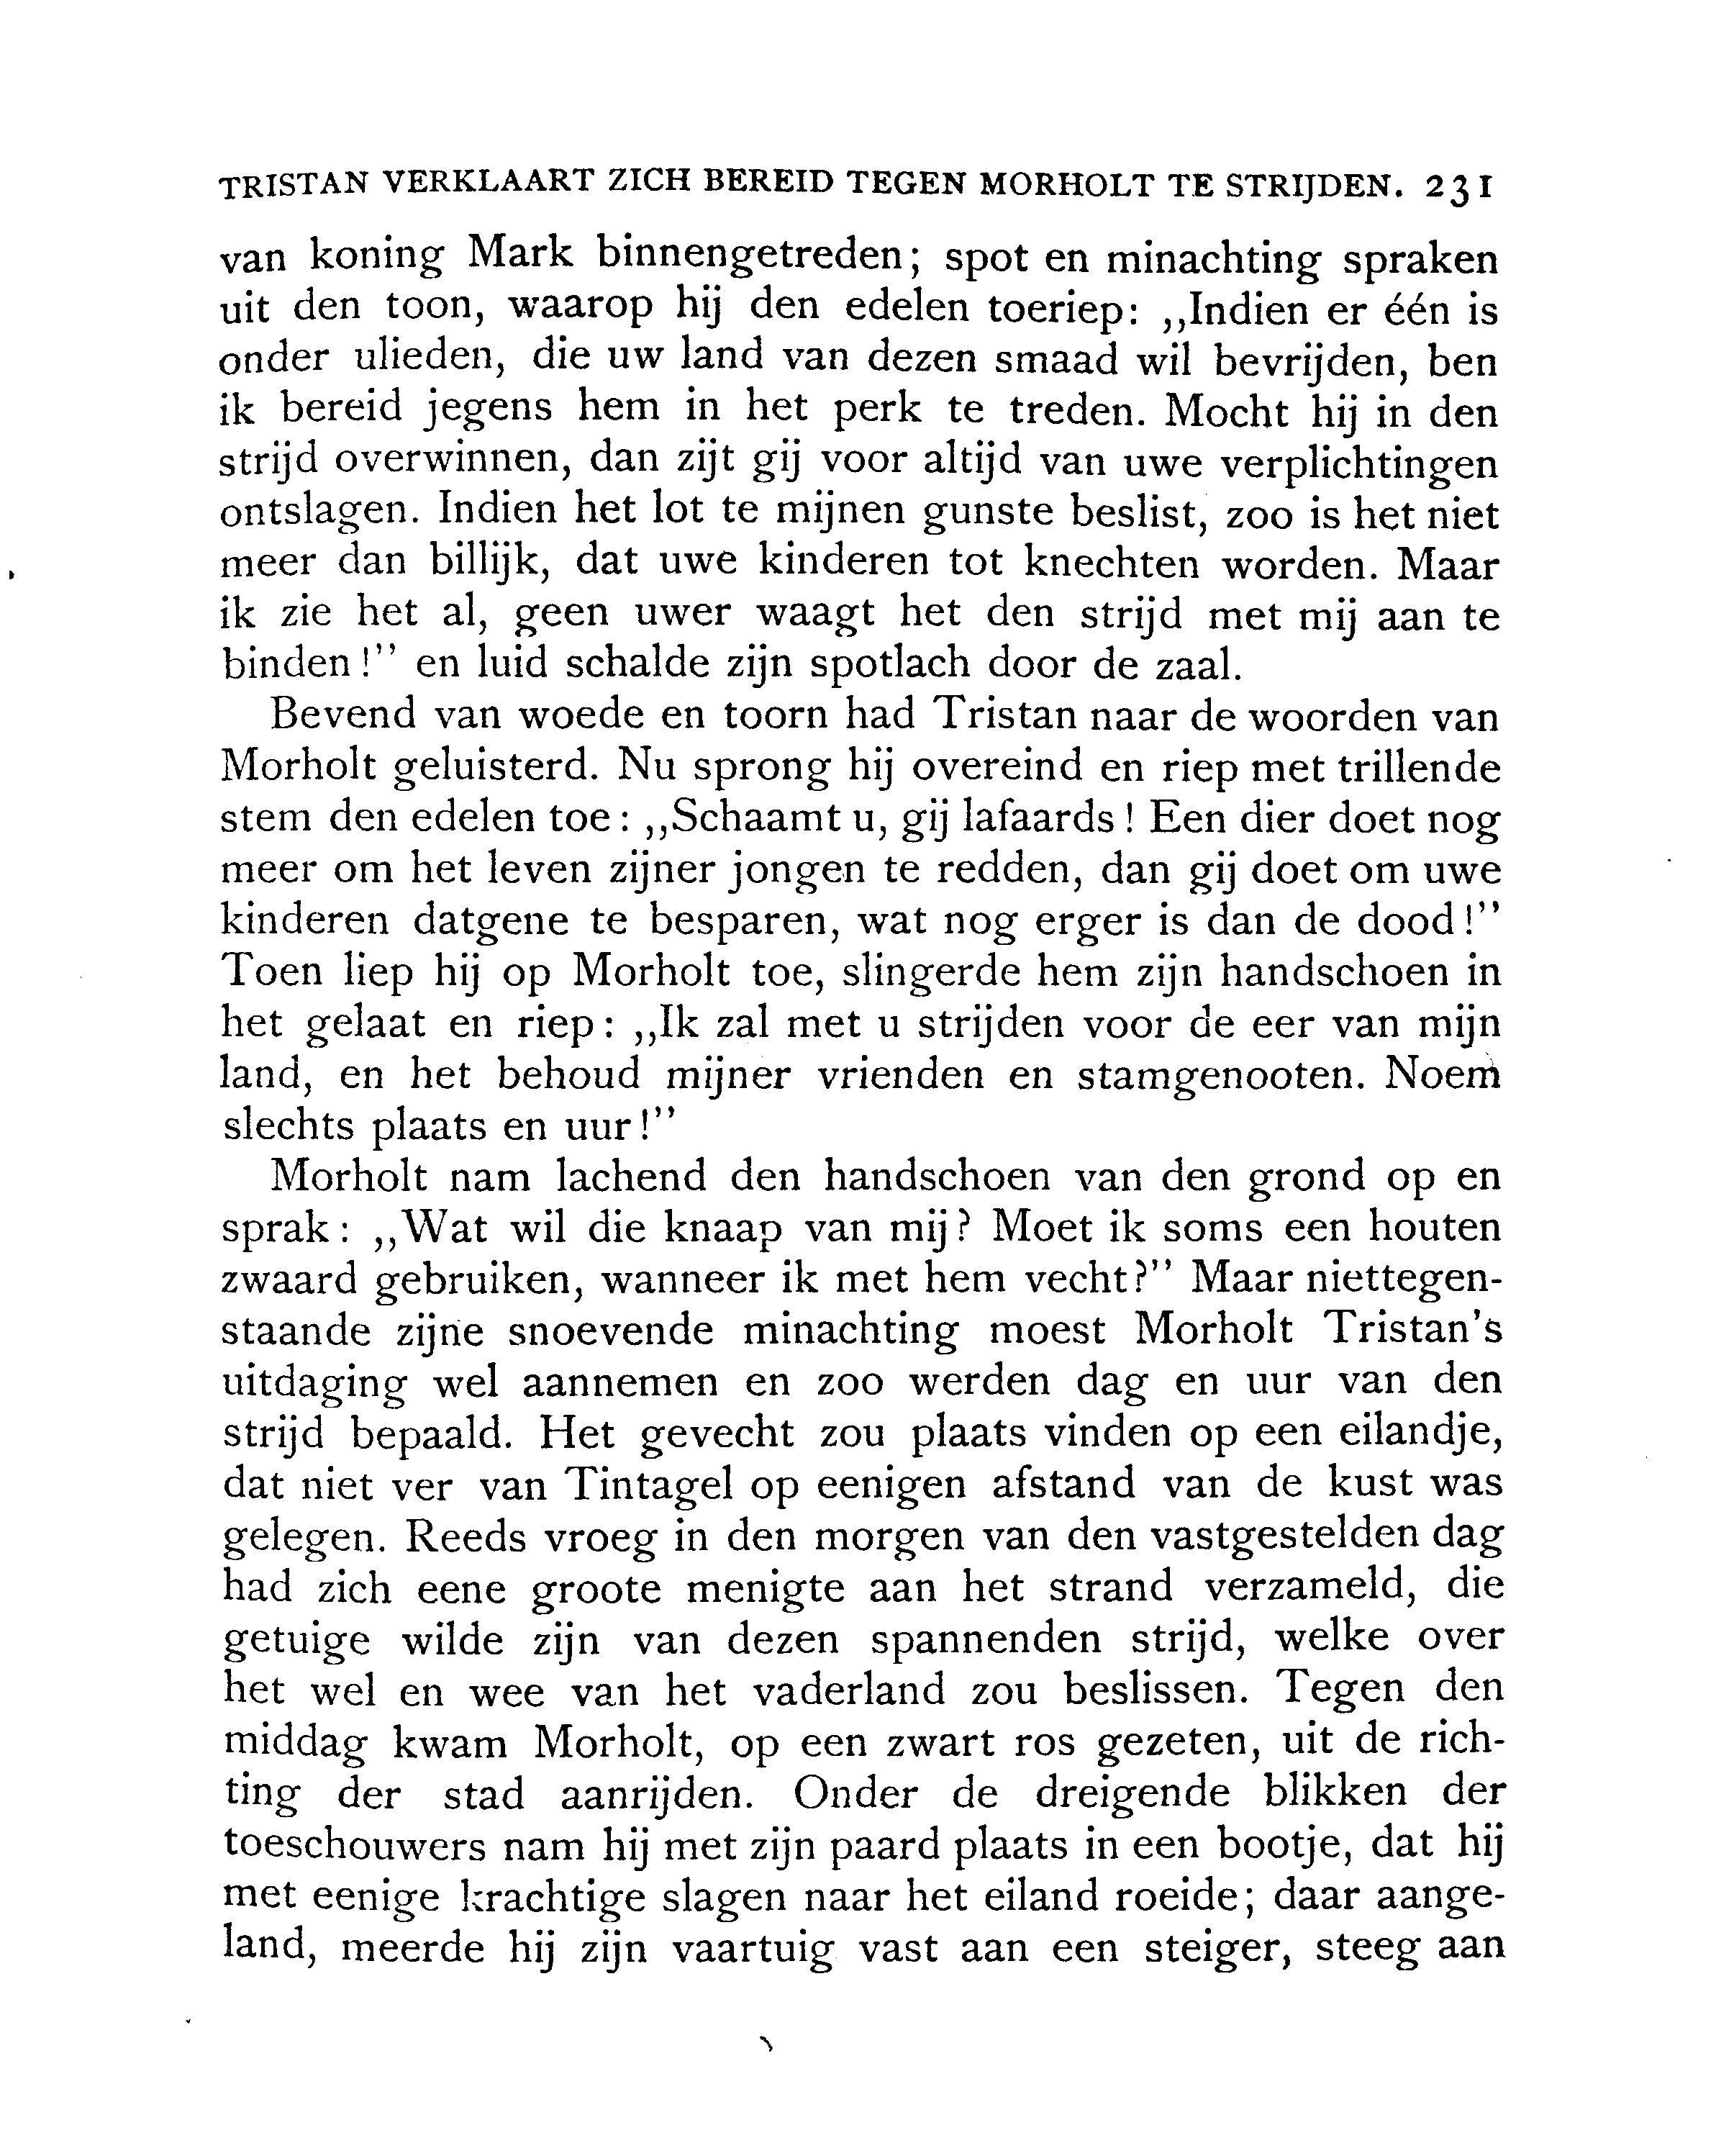 TRISTAN VERKLAART ZICH BEREID TEGEN MORHOLT TE STRIJDEN. 231
van koning Mark binnengetreden; spot en minachting spraken
uit den toon, waarop hij den edelen toeriep: ,,Indien er één is
onder ulieden, die uw land van dezen smaad wil bevrijden, ben
ik bereid jegens hem in het perk te treden. Mocht hij in den
strijd overwinnen, dan zijt gij voor altijd van uwe verplichtingen
ontslagen. Indien het lot te mijnen gunste beslist, zoo is het niet
meer dan billijk, dat uwe kinderen tot knechten worden. Maar
ik zie het al, geen uwer waagt het den strijd met mij aan te
binden!" en luid schalde zijn spotlach door de zaal.
Bevend van woede en toorn had Tristan naar de woorden van
Morholt geluisterd. Nu sprong hij overeind en riep met trillende
stem den edelen toe: ,,Schaamt u, gij lafaards! Een dier doet nog
meer om het leven zijner jongen te redden, dan gij doet om uwe
kinderen datgene te besparen, wat nog erger is dan de dood!"
Toen liep hij op Morholt toe, slingerde hem zijn handschoen in
het gelaat en riep: ,,Ik zal met u strijden voor de eer van mijn
land, en het behoud mijner vrienden en stamgenooten. Noem
slechts plaats en uur!"
Morholt nam lachend den handschoen van den grond op en
sprak: ,,Wat wil die knaap van mij? Moet ik soms een houten
zwaard gebruiken, wanneer ik met hem vecht?" Maar niettegen-
staande zijne snoevende minachting moest Morholt Tristan's
uitdaging wel aannemen en zoo werden dag en uur van den
strijd bepaald. Het gevecht zou plaats vinden op een eilandje,
dat niet ver van Tintagel op eenigen afstand van de kust was
gelegen. Reeds vroeg in den morgen van den vastgestelden dag
had zich eene groote menigte aan het strand verzameld, die
getuige wilde zijn van dezen spannenden strijd, welke over
het wel en wee van het vaderland zou beslissen. Tegen den
middag kwam Morholt, op een zwart ros gezeten, uit de rich-
ting der stad aanrijden. Onder de dreigende blikken der
toeschouwers nam hij met zijn paard plaats in een bootje, dat hij
met eenige krachtige slagen naar het eiland roeide; daar aange-
land, meerde hij zijn vaartuig vast aan een steiger, steeg aan